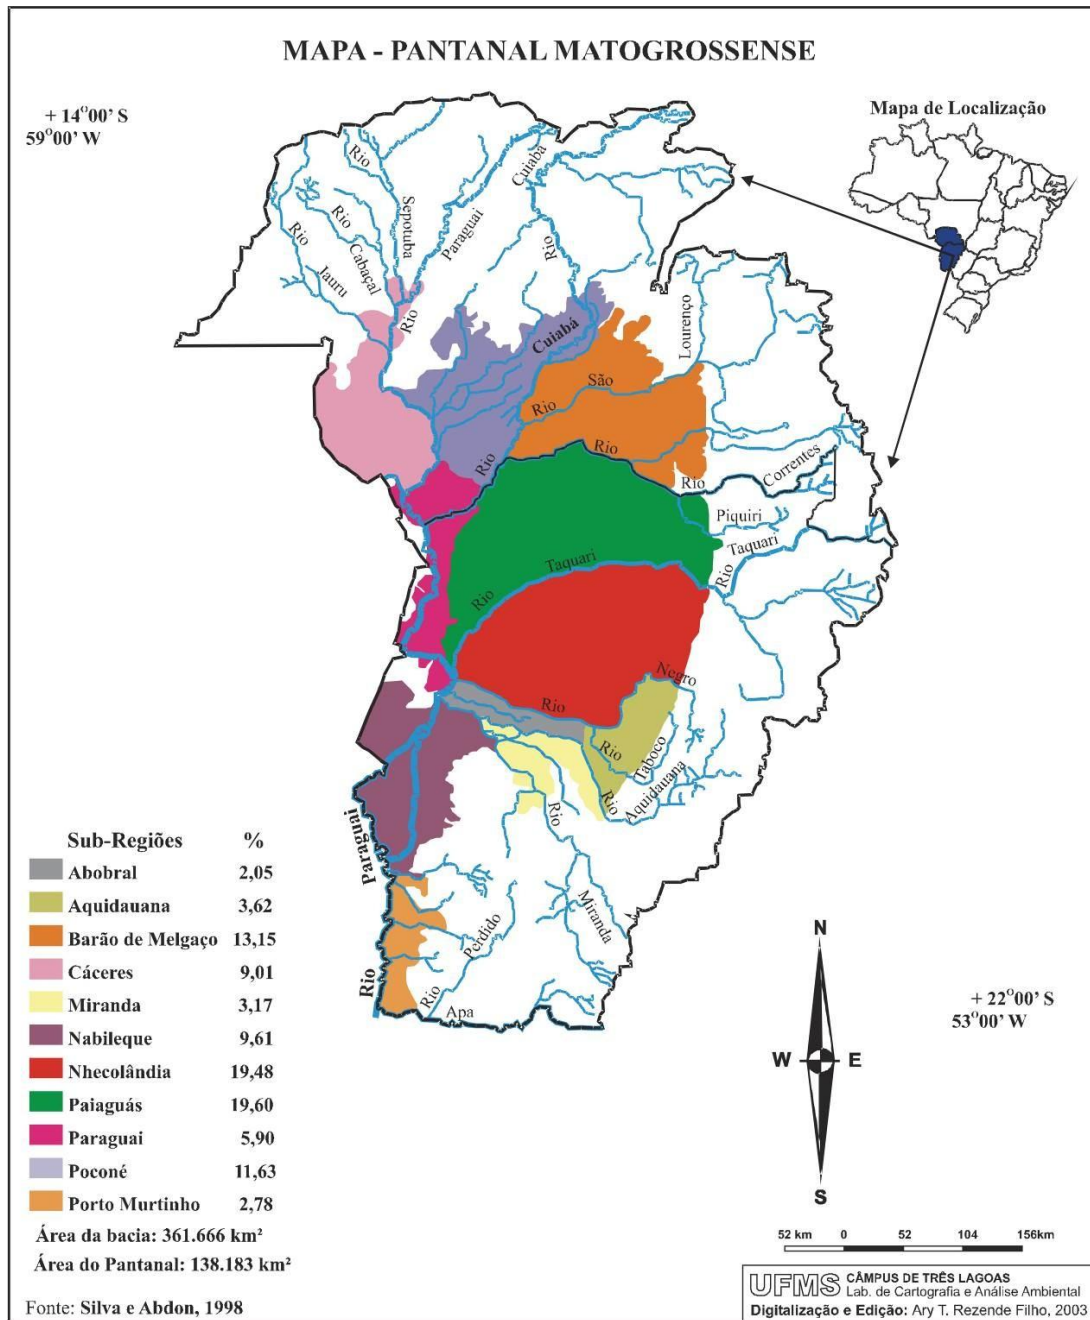 MAPA - PANTANAL MATOGROSSENSE
+ 14°00' S
59°00' W
Mapa de Localização
Rio
Sepotuba
Rio
Cabaçal
Rio
Jauru
Paraguai
Rio
Cuiaba
Rio
Cuiabá
Rio
Lourenço
São
Rio
Rio
Correntes
Rio
Piquiri
Taquari
Rio
Taquari
Rio
Negro
Rio
Rio
Taboco
Aquidauana
Rio
Rio
Miranda
Perdido
Rio
Apa
Paraguai
Rio
+ 22°00' S
53°00' W
N
W E
S
Sub-Regiões %
Abobral 2,05
Aquidauana 3,62
Barão de Melgaço 13,15
Cáceres 9,01
Miranda 3,17
Nabileque 9,61
Nhecolândia 19,48
Paiaguás 19,60
Paraguai 5,90
Poconé 11,63
Porto Murtinho 2,78
Área da bacia: 361.666 km²
Área do Pantanal: 138.183 km²
Fonte: Silva e Abdon, 1998
52 km 0 52 104 156km
UFMS CÂMPUS DE TRÊS LAGOAS
Lab. de Cartografia e Análise Ambiental
Digitalização e Edição: Ary T. Rezende Filho, 2003